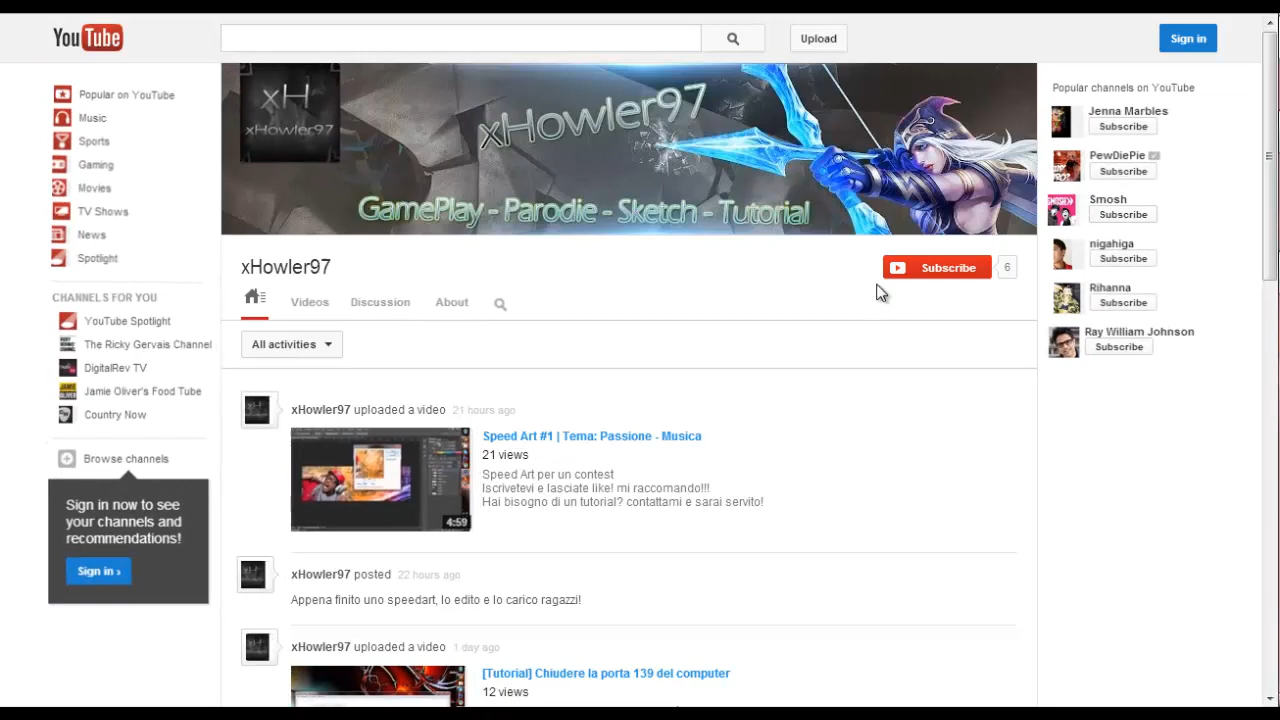 YouTube
Upload
Sign in
Popular on YouTube
Music
Sports
Gaming
Movies
TV Shows
News
Spotlight
CHANNELS FOR YOU
YouTube Spotlight
The Ricky Gervais Channel
DigitalRev TV
Jamie Oliver's Food Tube
Country Now
Browse channels
Sign in now to see
your channels and
recommendations!
Sign in ›
xH
xHowler97
xHowler97
GamePlay - Parodie - Sketch - Tutorial
xHowler97
Subscribe 6
Videos Discussion About
All activities
xHowler97 uploaded a video 21 hours ago
Speed Art #1 | Tema: Passione - Musica
21 views
Speed Art per un contest
Iscrivetevi e lasciate like! mi raccomando!!!
Hai bisogno di un tutorial? contattami e sarai servito!
4:59
xHowler97 posted 22 hours ago
Appena finito uno speedart, lo edito e lo carico ragazzi!
xHowler97 uploaded a video 1 day ago
[Tutorial] Chiudere la porta 139 del computer
12 views
Popular channels on YouTube
Jenna Marbles
Subscribe
PewDiePie
Subscribe
Smosh
Subscribe
nigahiga
Subscribe
Rihanna
Subscribe
Ray William Johnson
Subscribe